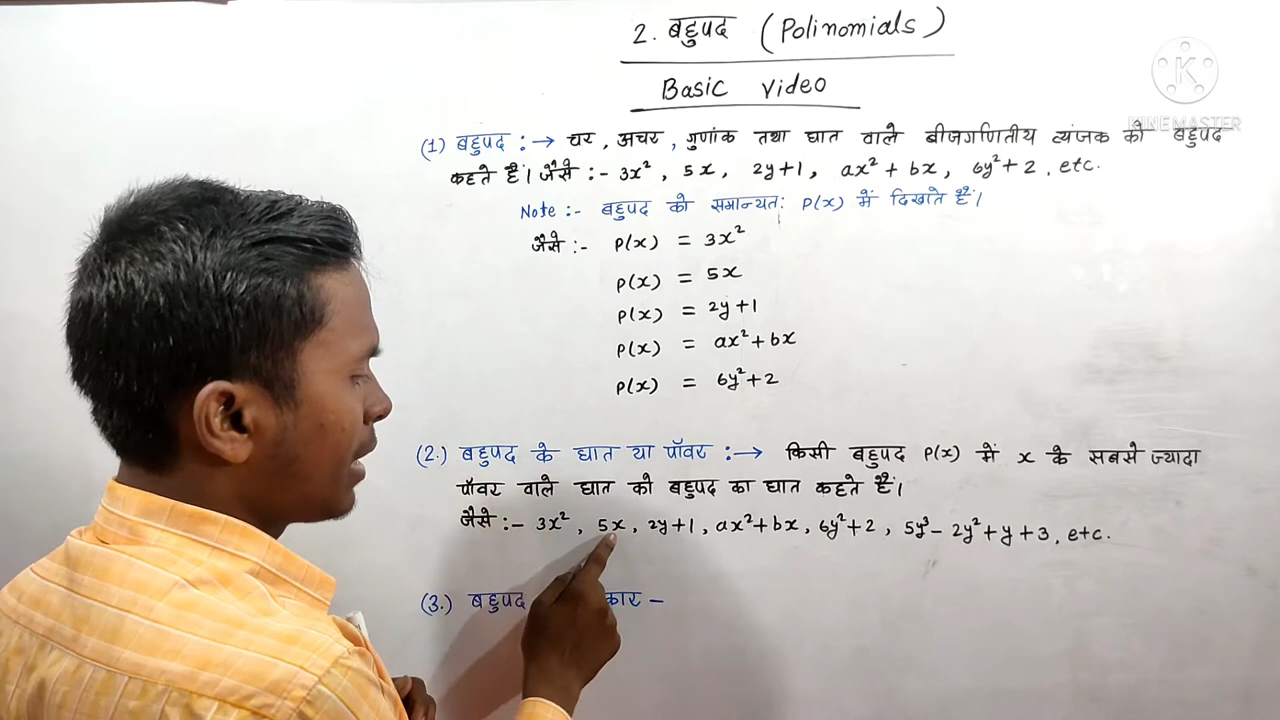 2. बहुपद (Polinomials)
Basic video
K
KINEMASTER
(1) बहुपद :→ चर, अचर, गुणांक तथा घात वाले बीजगणितीय व्यंजक को बहुपद
कहते हैं। जैसे :- 3x², 5x, 2y+1, ax²+bx, 6y²+2, etc.
Note :- बहुपद को समान्यत: P(x) में दिखाते हैं।
जैसे :- P(x) = 3x²
P(x) = 5x
P(x) = 2y+1
P(x) = ax²+bx
P(x) = 6y²+2
(2.) बहुपद के घात या पॉवर :→ किसी बहुपद P(x) में x के सबसे ज्यादा
पॉवर वाले घात को बहुपद का घात कहते हैं।
जैसे :- 3x², 5x, 2y+1, ax²+bx, 6y²+2, 5y³-2y²+y+3, etc.
(3.) बहुपद कार -